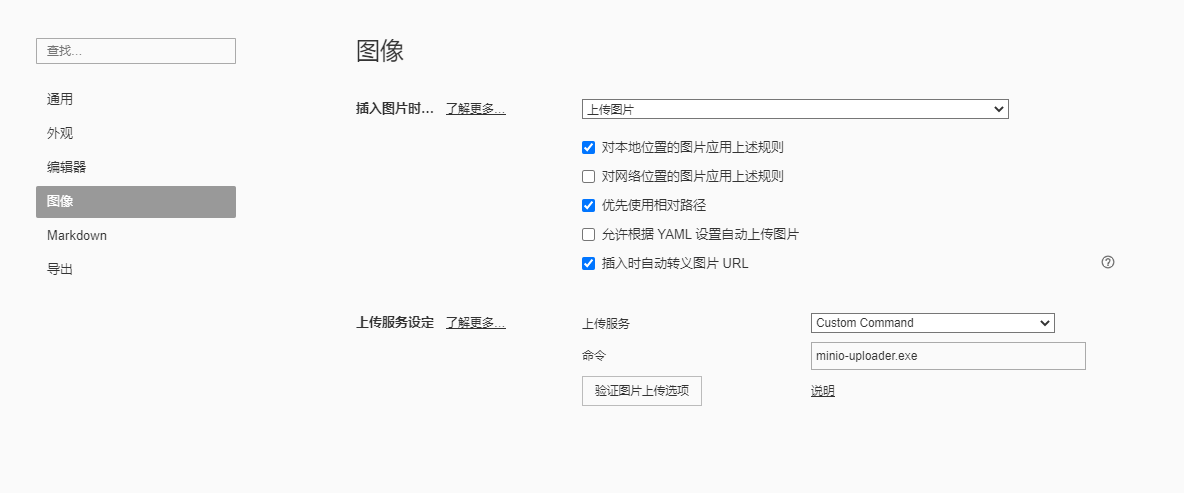 查找...
通用
外观
编辑器
图像
Markdown
导出
图像
插入图片时... 了解更多... 上传图片
对本地位置的图片应用上述规则
对网络位置的图片应用上述规则
优先使用相对路径
允许根据 YAML 设置自动上传图片
插入时自动转义图片 URL
上传服务设定 了解更多... 上传服务 Custom Command
命令 minio-uploader.exe
验证图片上传选项 说明